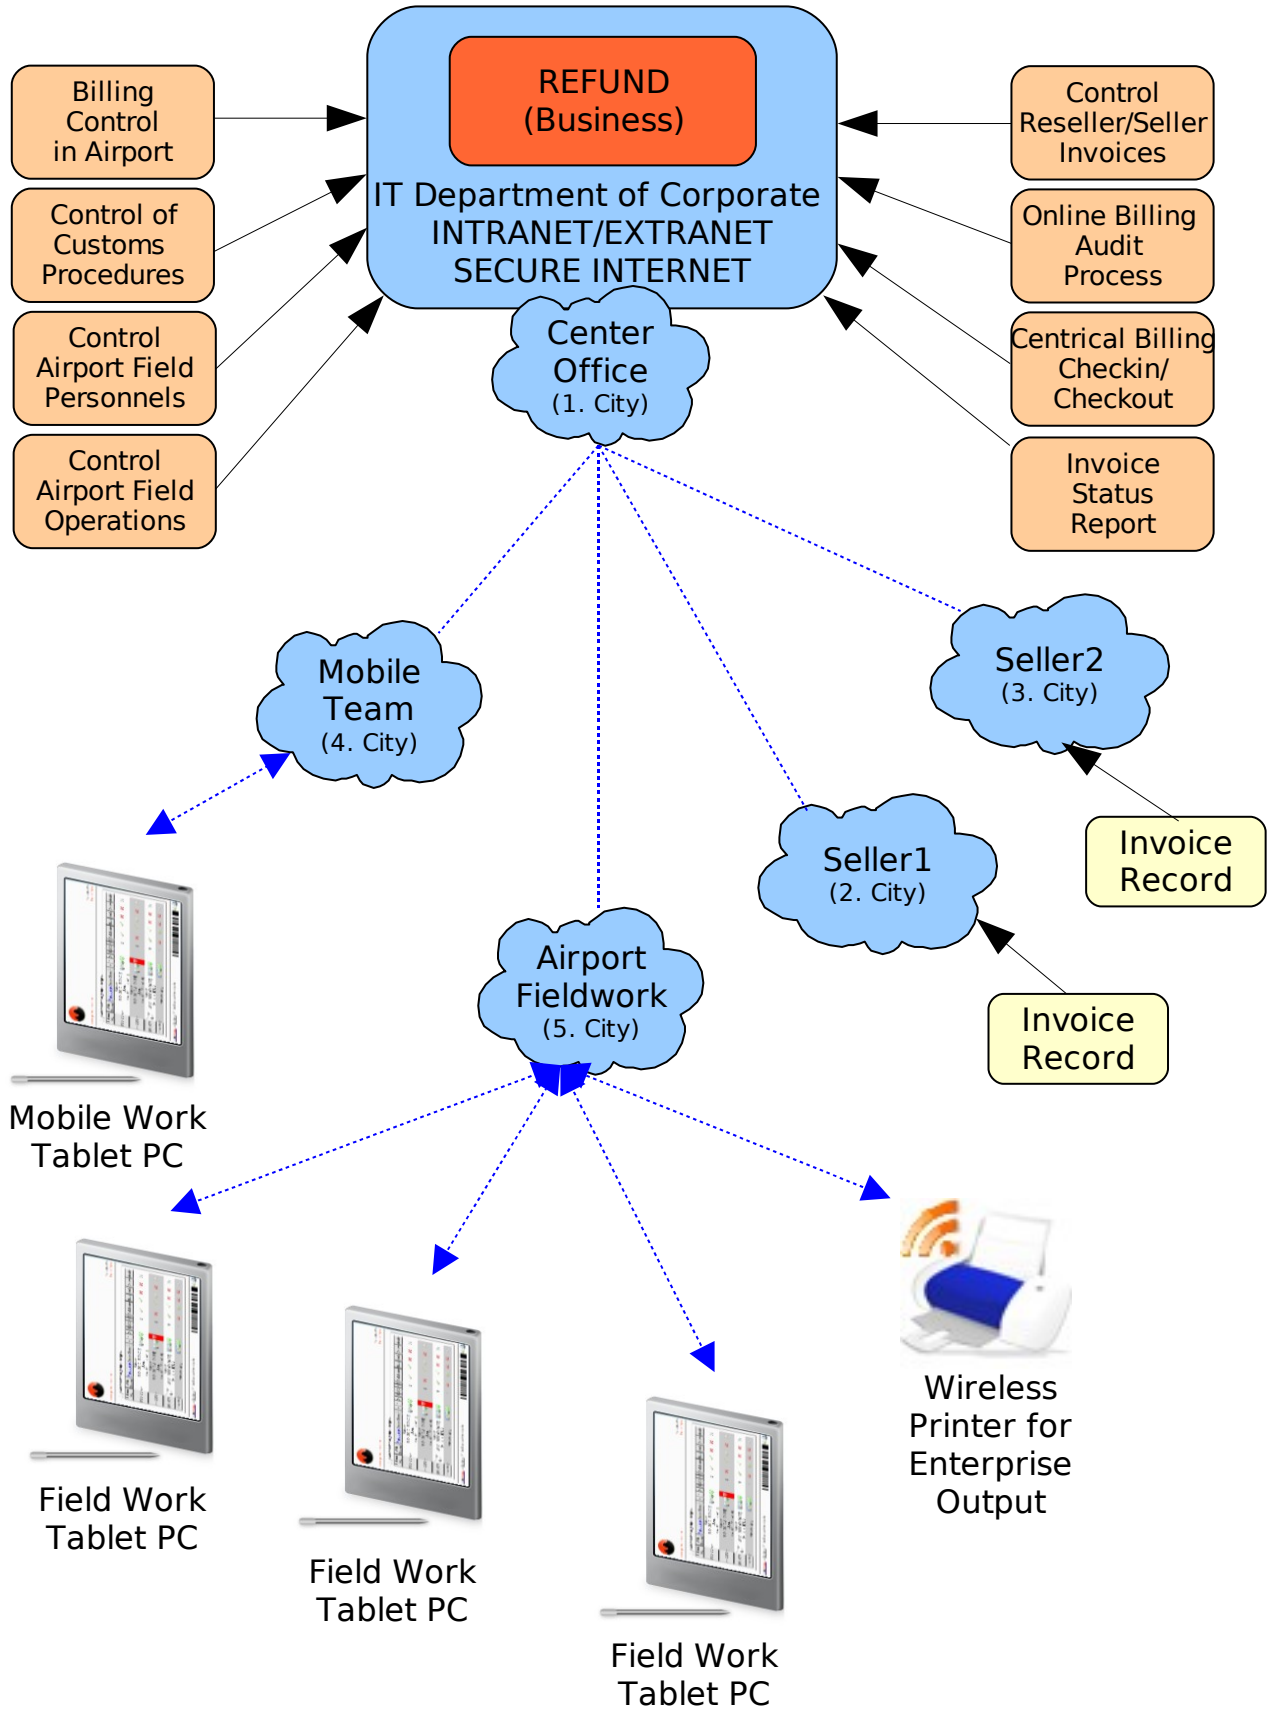 REFUND
(Business)
IT Department of Corporate
INTRANET/EXTRANET
SECURE INTERNET
Billing
Control
in Airport
Control of
Customs
Procedures
Control
Airport Field
Personnels
Control
Airport Field
Operations
Control
Reseller/Seller
Invoices
Online Billing
Audit
Process
Centrical Billing
Checkin/
Checkout
Invoice
Status
Report
Center
Office
(1. City)
Mobile
Team
(4. City)
Seller2
(3. City)
Invoice
Record
Seller1
(2. City)
Invoice
Record
Airport
Fieldwork
(5. City)
Mobile Work
Tablet PC
Field Work
Tablet PC
Field Work
Tablet PC
Field Work
Tablet PC
Wireless
Printer for
Enterprise
Output